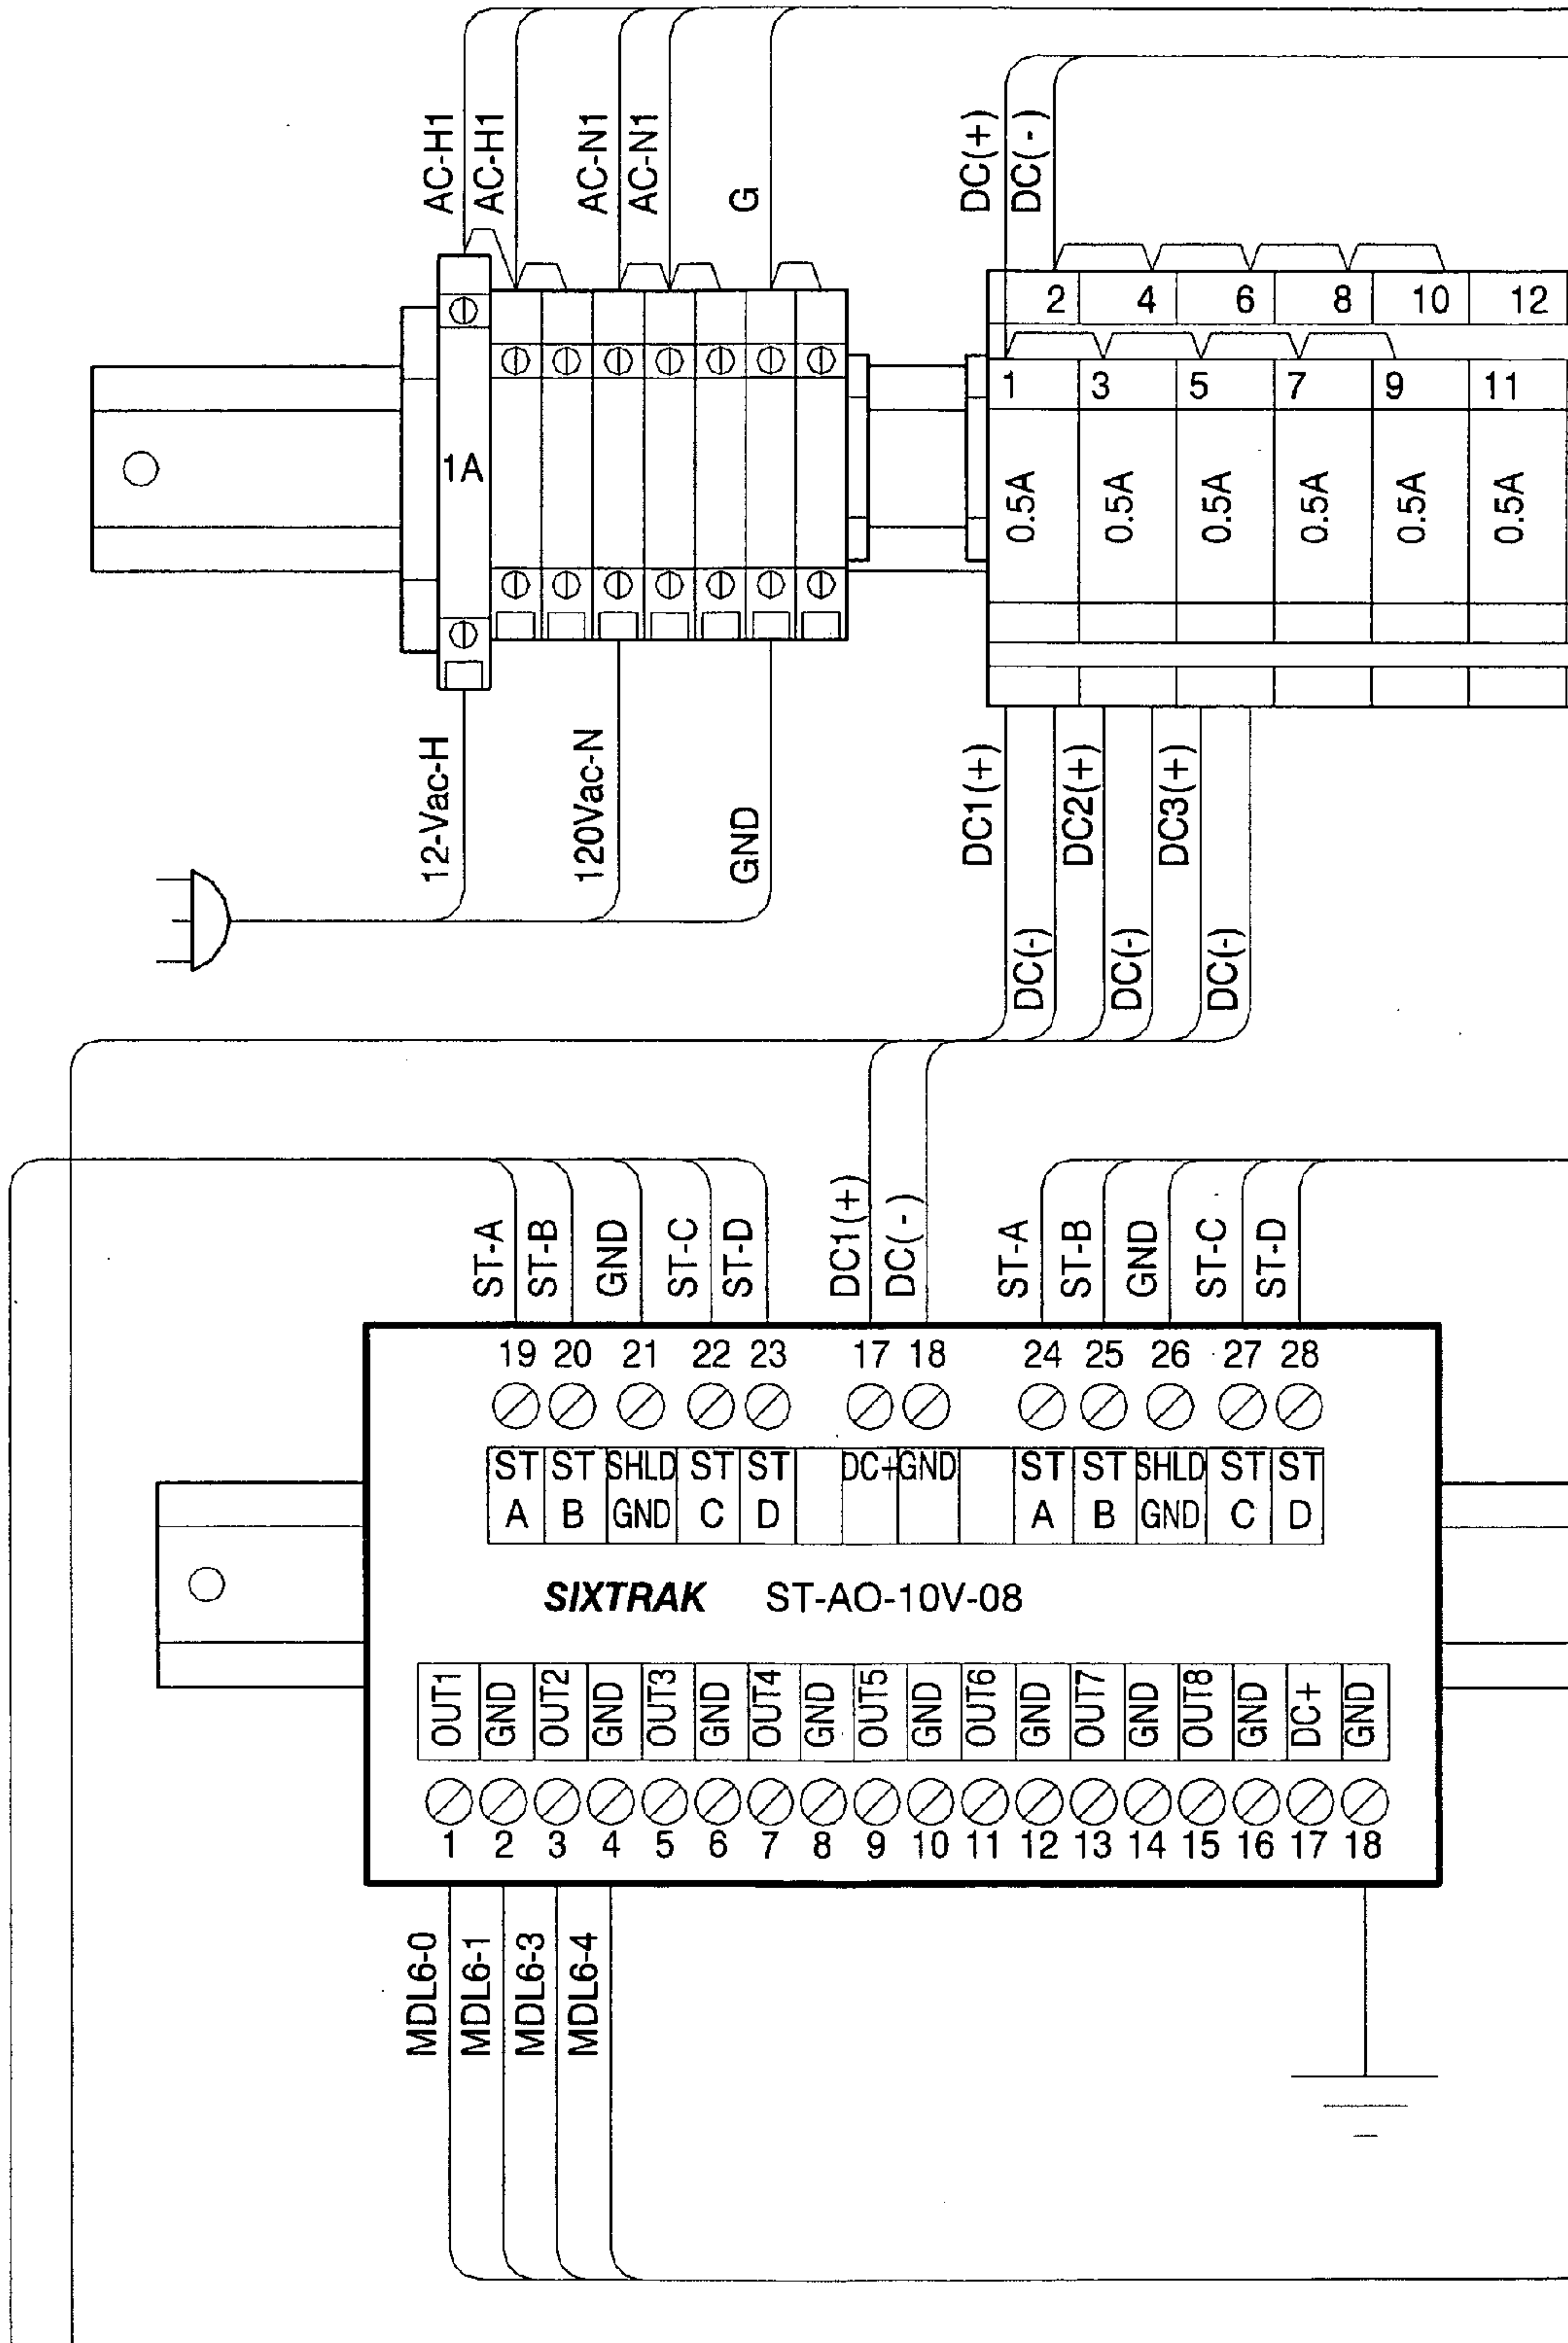 AC-H1
AC-H1
AC-N1
AC-N1
G
DC(+)
DC(-)
2 4 6 8 10 12
1 3 5 7 9 11
1A
0.5A 0.5A 0.5A 0.5A 0.5A 0.5A
12-Vac-H
120Vac-N
GND
DC1(+)
DC(-)
DC2(+)
DC(-)
DC3(+)
DC(-)
ST-A
ST-B
GND
ST-C
ST-D
DC1(+)
DC(-)
ST-A
ST-B
GND
ST-C
ST-D
19 20 21 22 23 17 18 24 25 26 27 28
ST ST SHLD ST ST DC+ GND ST ST SHLD ST ST
A B GND C D A B GND C D
SIXTRAK ST-AO-10V-08
OUT1 GND OUT2 GND OUT3 GND OUT4 GND OUT5 GND OUT6 GND OUT7 GND OUT8 GND DC+ GND
1 2 3 4 5 6 7 8 9 10 11 12 13 14 15 16 17 18
MDL6-0
MDL6-1
MDL6-3
MDL6-4